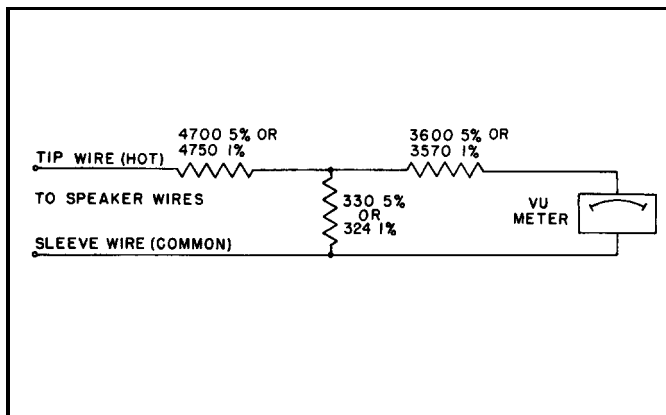 4700 5% OR
4750 1%
3600 5% OR
3570 1%
TIP WIRE (HOT)
TO SPEAKER WIRES
330 5%
OR
324 1%
VU
METER
SLEEVE WIRE (COMMON)